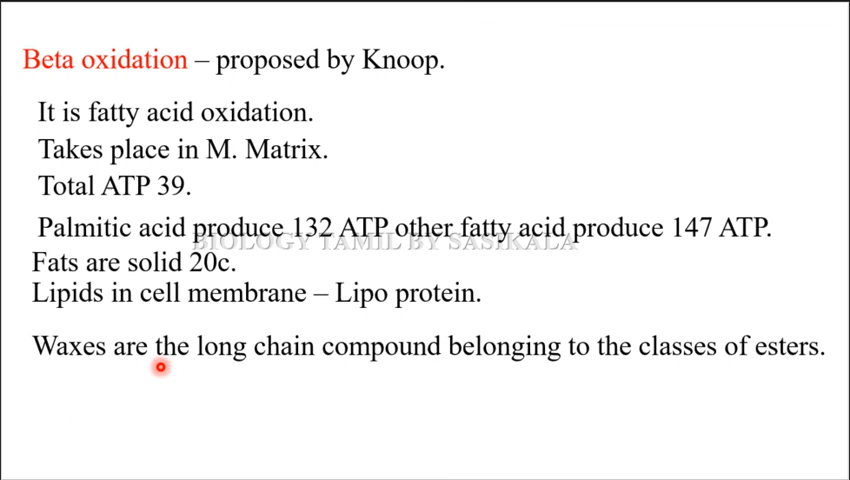 Beta oxidation – proposed by Knoop.
It is fatty acid oxidation.
Takes place in M. Matrix.
Total ATP 39.
Palmitic acid produce 132 ATP other fatty acid produce 147 ATP.
BIOLOGY TAMIL BY SASIKALA
Fats are solid 20c.
Lipids in cell membrane – Lipo protein.
Waxes are the long chain compound belonging to the classes of esters.